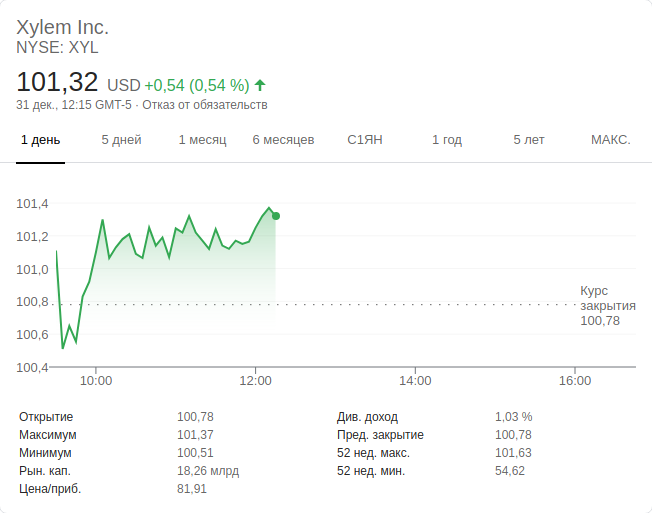 Xylem Inc.
NYSE: XYL
101,32 USD +0,54 (0,54 %)
31 дек., 12:15 GMT-5 · Отказ от обязательств
1 день 5 дней 1 месяц 6 месяцев С1ЯН 1 год 5 лет МАКС.
101,4
101,2
101,0
100,8
100,6
100,4
Курс
закрытия
100,78
10:00 12:00 14:00 16:00
Открытие 100,78
Максимум 101,37
Минимум 100,51
Рын. кап. 18,26 млрд
Цена/приб. 81,91
Див. доход 1,03 %
Пред. закрытие 100,78
52 нед. макс. 101,63
52 нед. мин. 54,62